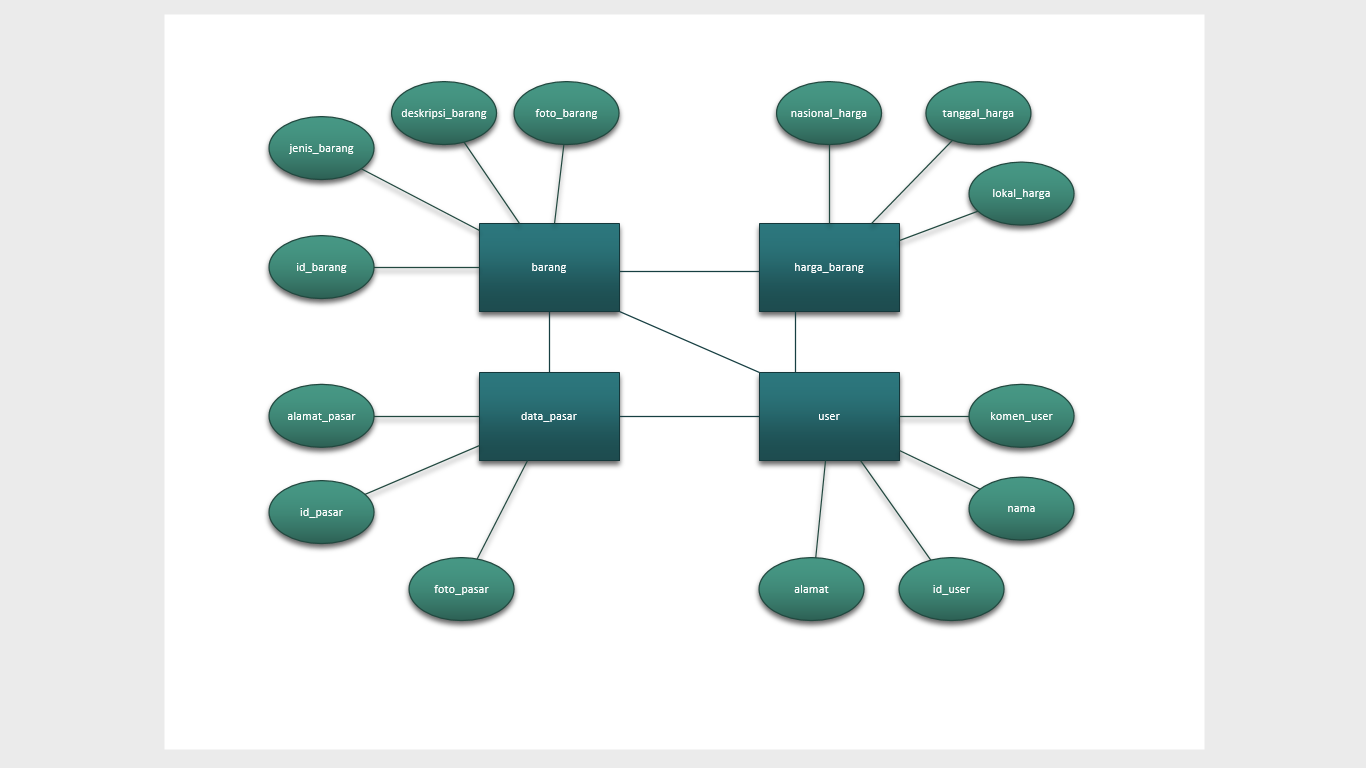 deskripsi_barang
foto_barang
nasional_harga
tanggal_harga
jenis_barang
lokal_harga
id_barang
barang
harga_barang
alamat_pasar
data_pasar
user
komen_user
id_pasar
nama
foto_pasar
alamat
id_user